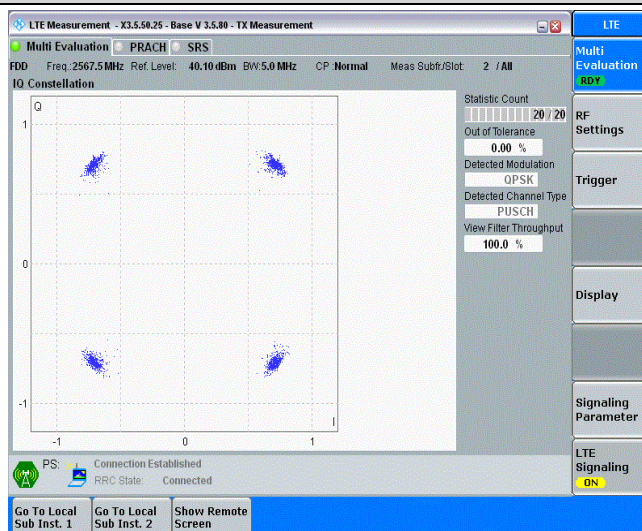 LTE Measurement - X3.5.50.25 - Base V 3.5.80 - TX Measurement
LTE
Multi Evaluation PRACH SRS
FDD Freq.:2567.5 MHz Ref. Level: 40.10 dBm BW:5.0 MHz CP :Normal Meas Subfr./Slot: 2 / All
IQ Constellation
Q
1
0
-1
-1 0 1
I
Statistic Count
20 / 20
Out of Tolerance
0.00 %
Detected Modulation
QPSK
Detected Channel Type
PUSCH
View Filter Throughput
100.0 %
Multi
Evaluation
RDY
RF
Settings
Trigger
Display
Signaling
Parameter
LTE
Signaling
ON
PS: Connection Established
RRC State: Connected
Go To Local
Sub Inst. 1
Go To Local
Sub Inst. 2
Show Remote
Screen